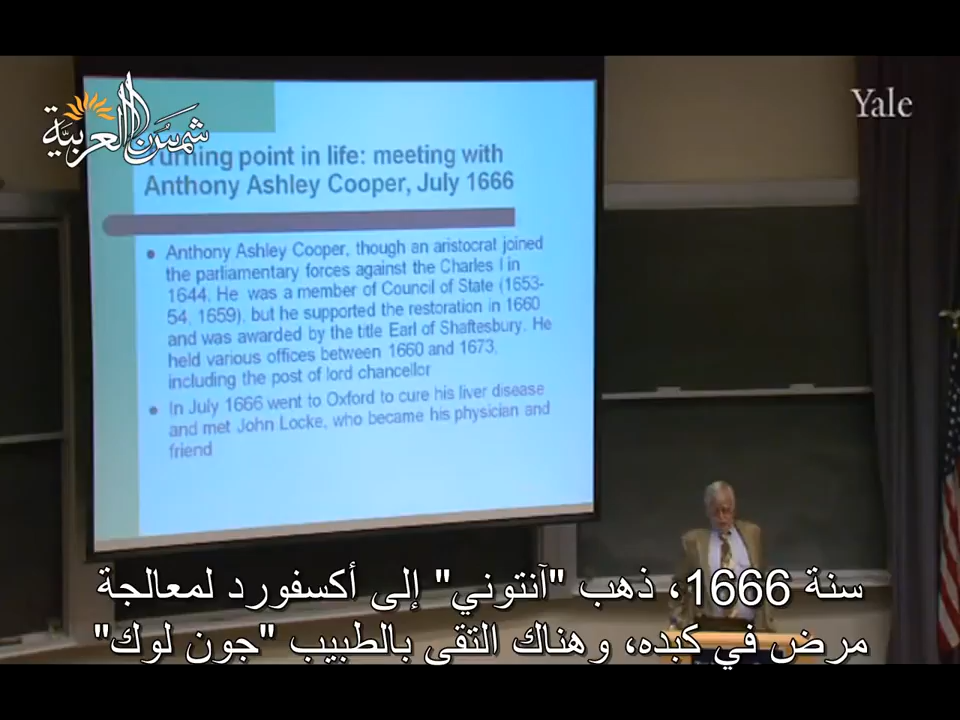 شمس العربية
Yale
Turning point in life: meeting with
Anthony Ashley Cooper, July 1666
Anthony Ashley Cooper, though an aristocrat joined
the parliamentary forces against the Charles I in
1644. He was a member of Council of State (1653-
54, 1659), but he supported the restoration in 1660
and was awarded by the title Earl of Shaftesbury. He
held various offices between 1660 and 1673,
including the post of lord chancellor
In July 1666 went to Oxford to cure his liver disease
and met John Locke, who became his physician and
friend
سنة 1666، ذهب "آنتوني" إلى أكسفورد لمعالجة
مرض في كبده، وهناك التقى بالطبيب "جون لوك"